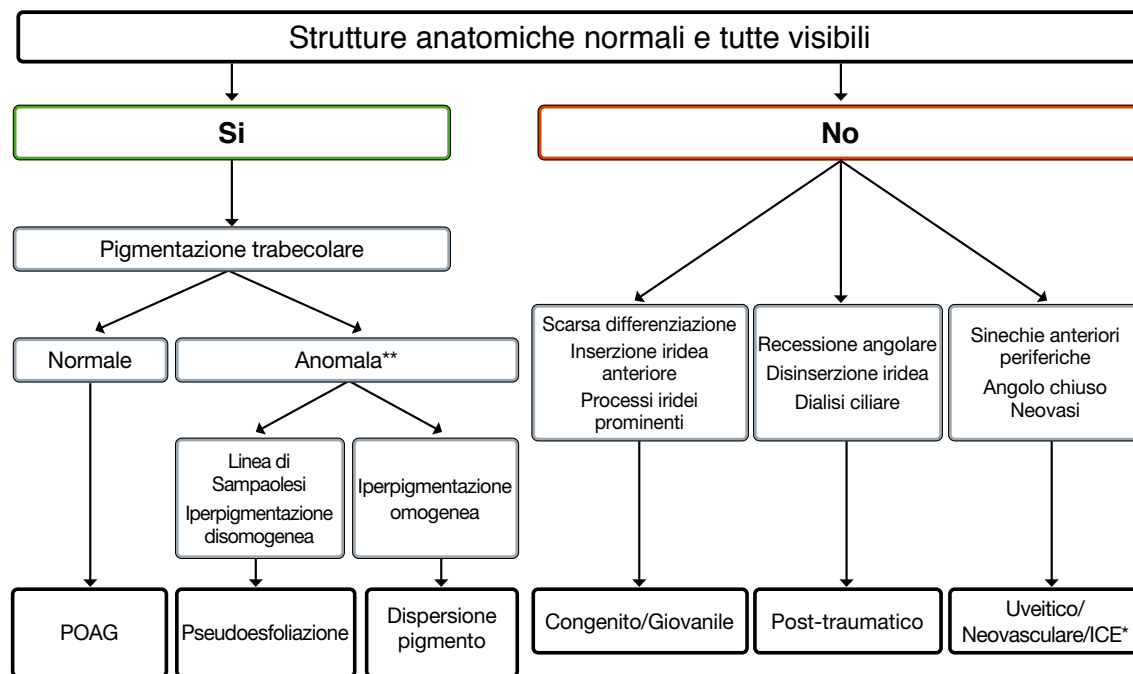 Strutture anatomiche normali e tutte visibili
Si
No
Pigmentazione trabecolare
Normale
Anomala**
Scarsa differenziazione
Inserzione iridea
anteriore
Processi iridei
prominenti
Recessione angolare
Disinserzione iridea
Dialisi ciliare
Sinechie anteriori
periferiche
Angolo chiuso
Neovasi
Linea di
Sampaolesi
Iperpigmentazione
disomogenea
Iperpigmentazione
omogenea
POAG
Pseudoesfoliazione
Dispersione
pigmento
Congenito/Giovanile
Post-traumatico
Uveitico/
Neovasculare/ICE*